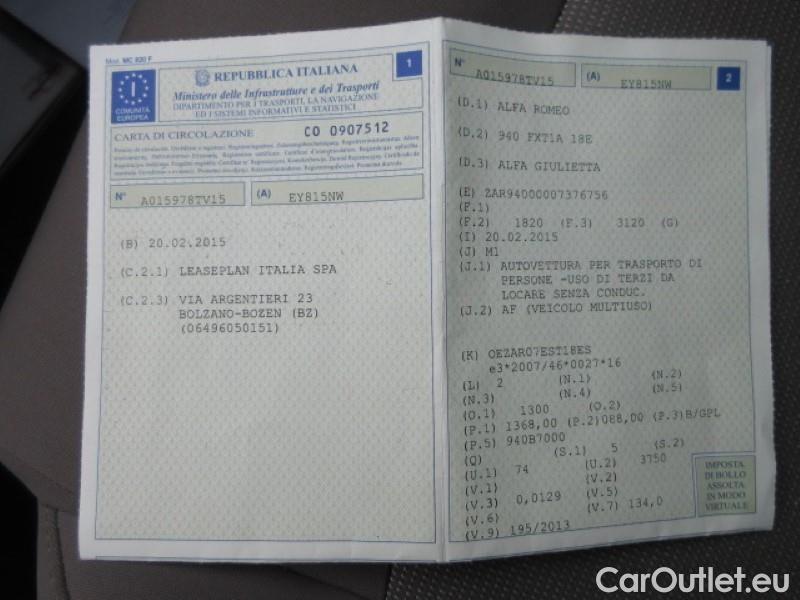 Mod. MC 820 F
I
COMUNITÀ
EUROPEA
REPUBBLICA ITALIANA
1
Ministero delle Infrastrutture e dei Trasporti
DIPARTIMENTO PER I TRASPORTI, LA NAVIGAZIONE
ED I SISTEMI INFORMATIVI E STATISTICI
CARTA DI CIRCOLAZIONE CO 0907512
N° A015978TV15 (A) EY815NW
(B) 20.02.2015
(C.2.1) LEASEPLAN ITALIA SPA
(C.2.3) VIA ARGENTIERI 23
BOLZANO-BOZEN (BZ)
(06496050151)
N° A015978TV15 (A) EY815NW 2
(D.1) ALFA ROMEO
(D.2) 940 FXT1A 18E
(D.3) ALFA GIULIETTA
(E) ZAR94000007376756
(F.1)
(F.2) 1820 (F.3) 3120 (G)
(I) 20.02.2015
(J) M1
(J.1) AUTOVETTURA PER TRASPORTO DI
PERSONE -USO DI TERZI DA
LOCARE SENZA CONDUC.
(J.2) AF (VEICOLO MULTIUSO)
(K) OEZAR07EST18ES
e3*2007/46*0027*16
(L) 2 (N.1) (N.2)
(N.3) (N.4) (N.5)
(O.1) 1300 (O.2)
(P.1) 1368,00 (P.2)088,00 (P.3)B/GPL
(P.5) 940B7000
(Q) (S.1) 5 (S.2)
(U.1) 74 (U.2) 3750
(V.1) (V.2)
(V.3) 0,0129 (V.5)
(V.6) (V.7) 134,0
(V.9) 195/2013
IMPOSTA
DI BOLLO
ASSOLTA
IN MODO
VIRTUALE
CarOutlet.eu